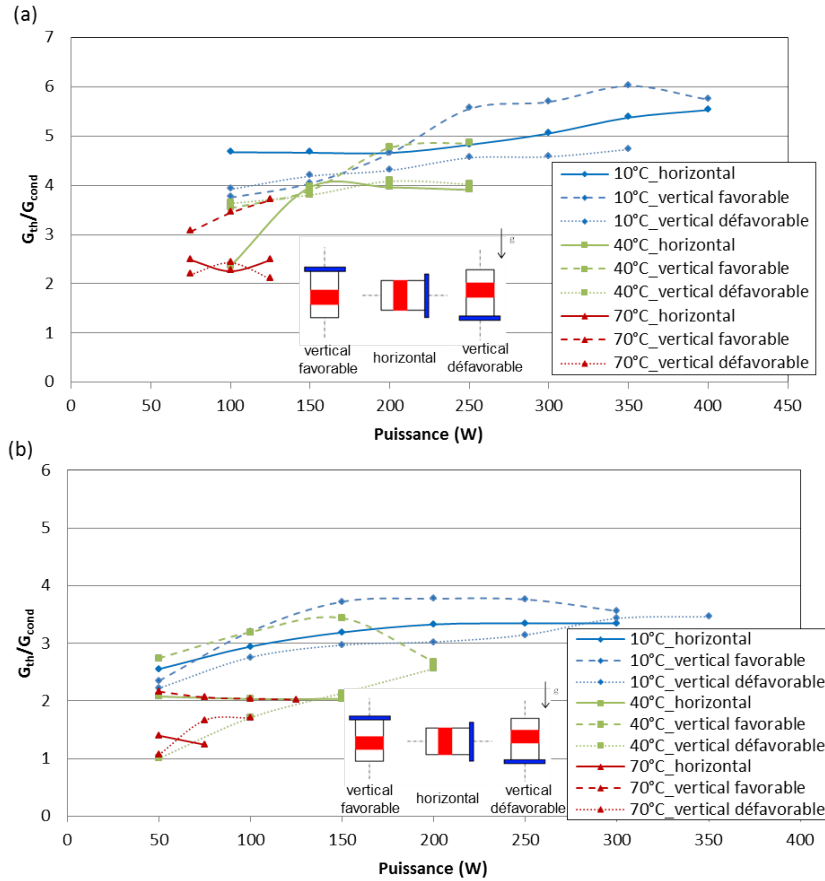 (a)
7
6
5
4
3
2
1
0
Gth/Gcond
0 50 100 150 200 250 300 350 400 450
Puissance (W)
10°C_horizontal
10°C_vertical favorable
10°C_vertical défavorable
40°C_horizontal
40°C_vertical favorable
40°C_vertical défavorable
70°C_horizontal
70°C_vertical favorable
70°C_vertical défavorable
vertical
favorable
horizontal
vertical
défavorable
(b)
6
5
4
3
2
1
0
Gth/Gcond
0 50 100 150 200 250 300 350 400
Puissance (W)
10°C_horizontal
10°C_vertical favorable
10°C_vertical défavorable
40°C_horizontal
40°C_vertical favorable
40°C_vertical défavorable
70°C_horizontal
70°C_vertical favorable
70°C_vertical défavorable
vertical
favorable
horizontal
vertical
défavorable